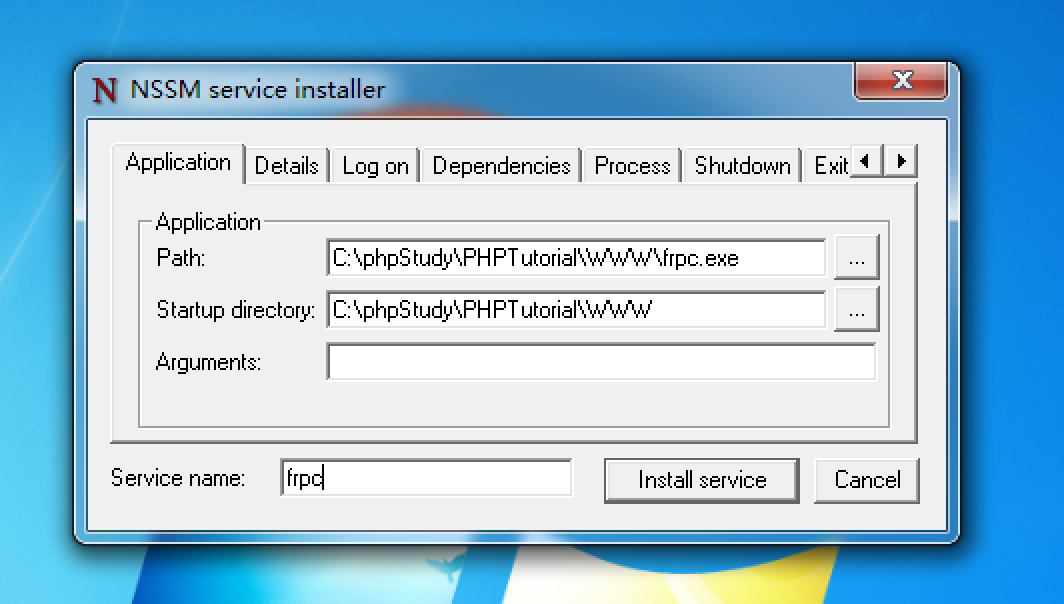 NSSM service installer
Application Details Log on Dependencies Process Shutdown Exit
Application
Path: C:\phpStudy\PHPTutorial\WWW\frpc.exe ...
Startup directory: C:\phpStudy\PHPTutorial\WWW ...
Arguments:
Service name: frpc Install service Cancel